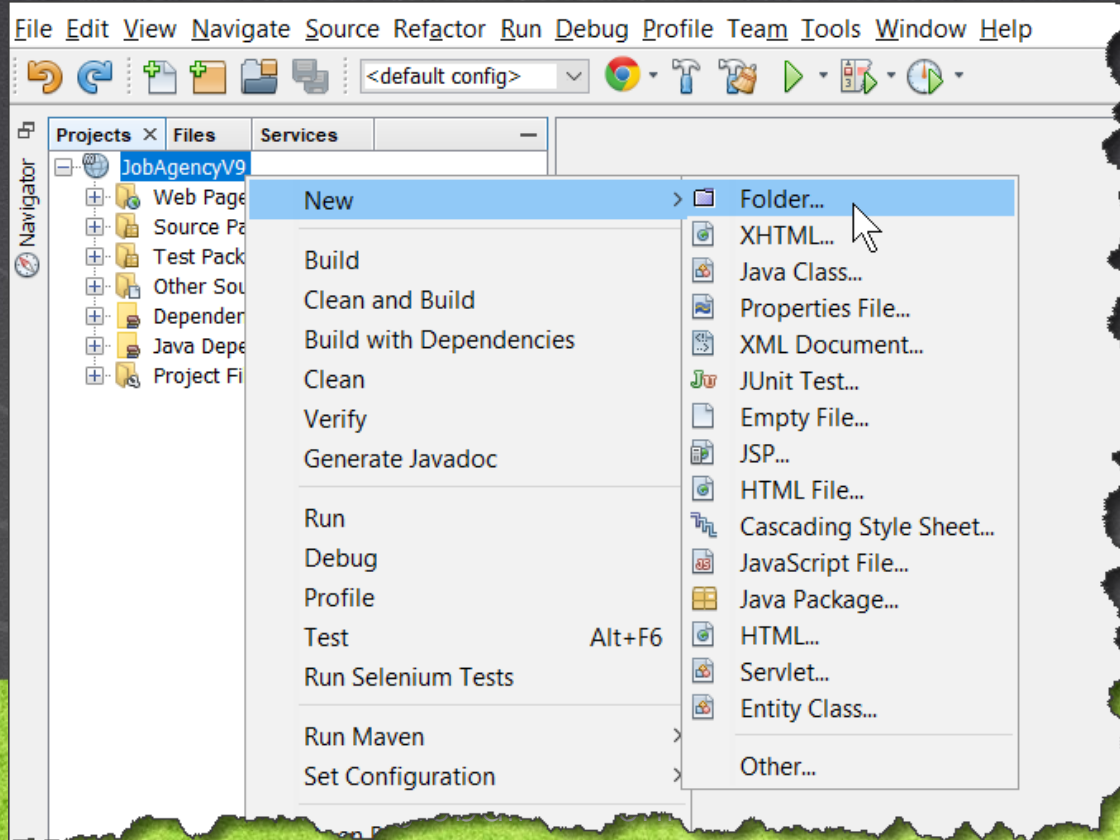 File Edit View Navigate Source Refactor Run Debug Profile Team Tools Window Help
<default config>
Projects Files Services
Navigator
JobAgencyV9
Web Page
Source Pa
Test Pack
Other Sou
Dependen
Java Depe
Project Fi
New
Build
Clean and Build
Build with Dependencies
Clean
Verify
Generate Javadoc
Run
Debug
Profile
Test Alt+F6
Run Selenium Tests
Run Maven
Set Configuration
Folder...
XHTML...
Java Class...
Properties File...
XML Document...
JUnit Test...
Empty File...
JSP...
HTML File...
Cascading Style Sheet...
JavaScript File...
Java Package...
HTML...
Servlet...
Entity Class...
Other...